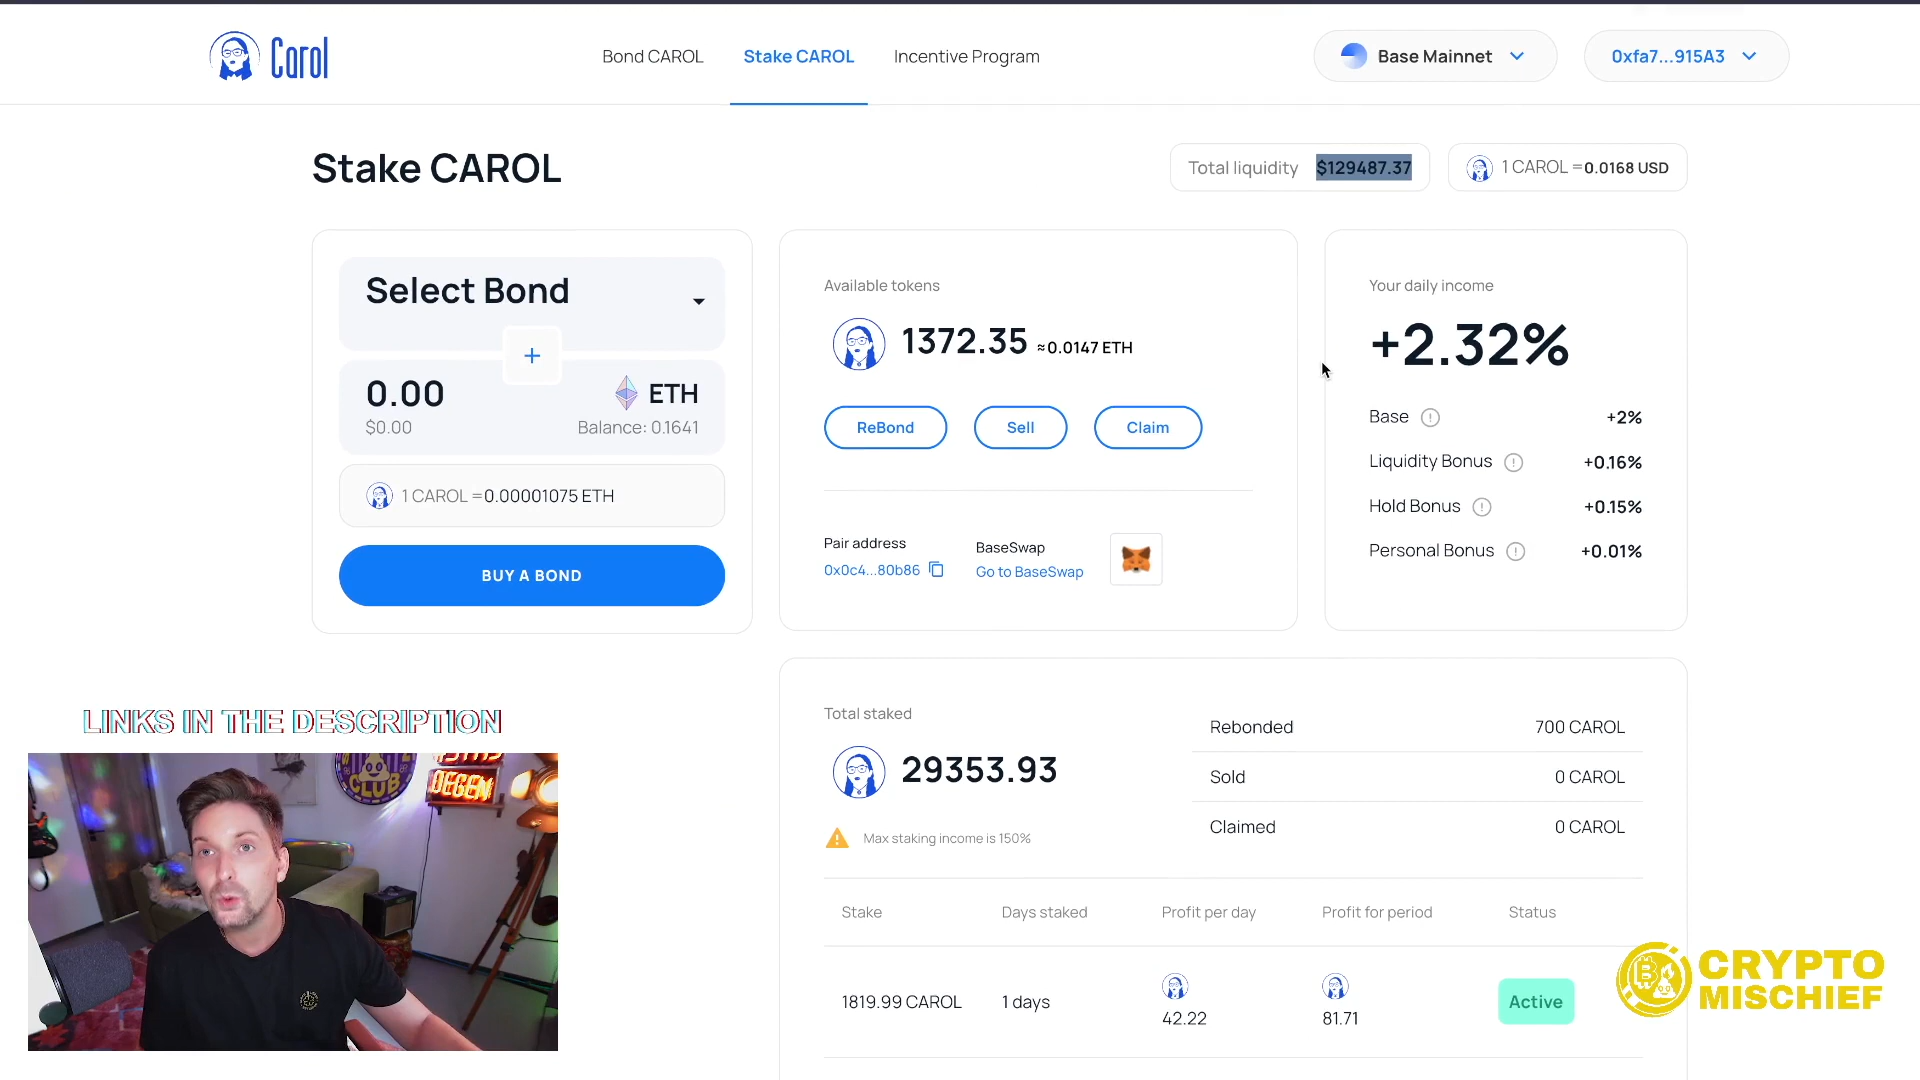 Carol
Bond CAROL
Stake CAROL
Incentive Program
Base Mainnet
0xfa7...915A3
Stake CAROL
Total liquidity $129487.37
1 CAROL =0.0168 USD
Select Bond
+
0.00
ETH
$0.00
Balance: 0.1641
1 CAROL =0.00001075 ETH
BUY A BOND
Available tokens
1372.35 ≈0.0147 ETH
ReBond
Sell
Claim
Pair address
0x0c4...80b86
BaseSwap
Go to BaseSwap
Your daily income
+2.32%
Base +2%
Liquidity Bonus +0.16%
Hold Bonus +0.15%
Personal Bonus +0.01%
Total staked
29353.93
Max staking income is 150%
Rebonded 700 CAROL
Sold 0 CAROL
Claimed 0 CAROL
Stake Days staked Profit per day Profit for period Status
1819.99 CAROL 1 days 42.22 81.71 Active
LINKS IN THE DESCRIPTION
CLUB
DEGEN
CRYPTO
MISCHIEF